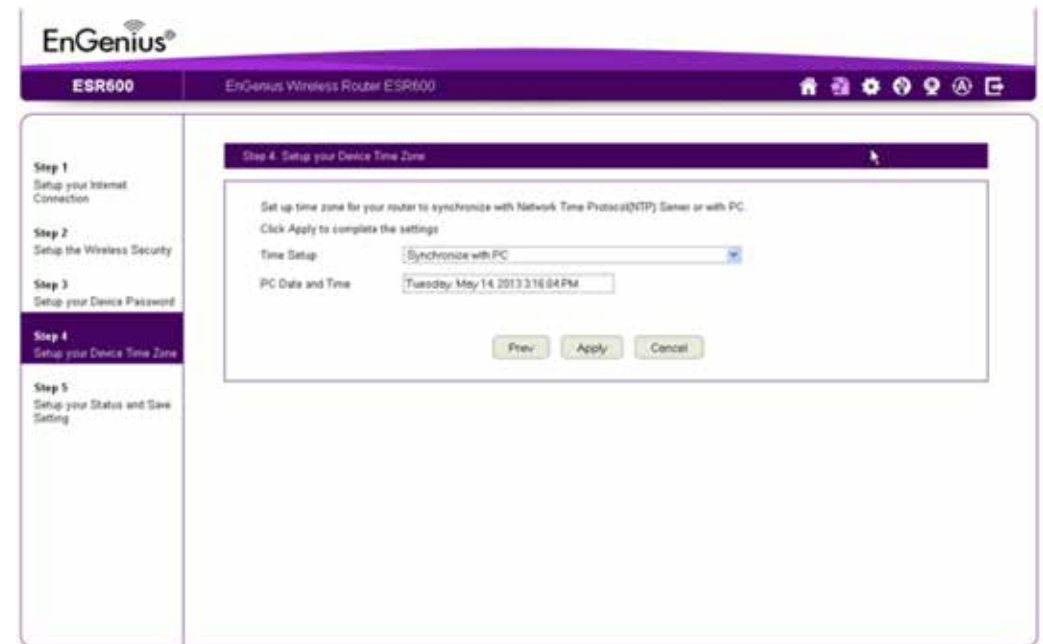 EnGenius®
ESR600
EnGenius Wireless Router ESR600
Step 1
Setup your Internet
Connection
Step 2
Setup the Wireless Security
Step 3
Setup your Device Password
Step 4
Setup your Device Time Zone
Step 5
Setup your Status and Save
Setting
Step 4. Setup your Device Time Zone
Set up time zone for your router to synchronize with Network Time Protocal(NTP) Server or with PC.
Click Apply to complete the settings
Time Setup Synchronize with PC
PC Date and Time Tuesday, May 14, 2013 3:16:04 PM
Prev Apply Cancel